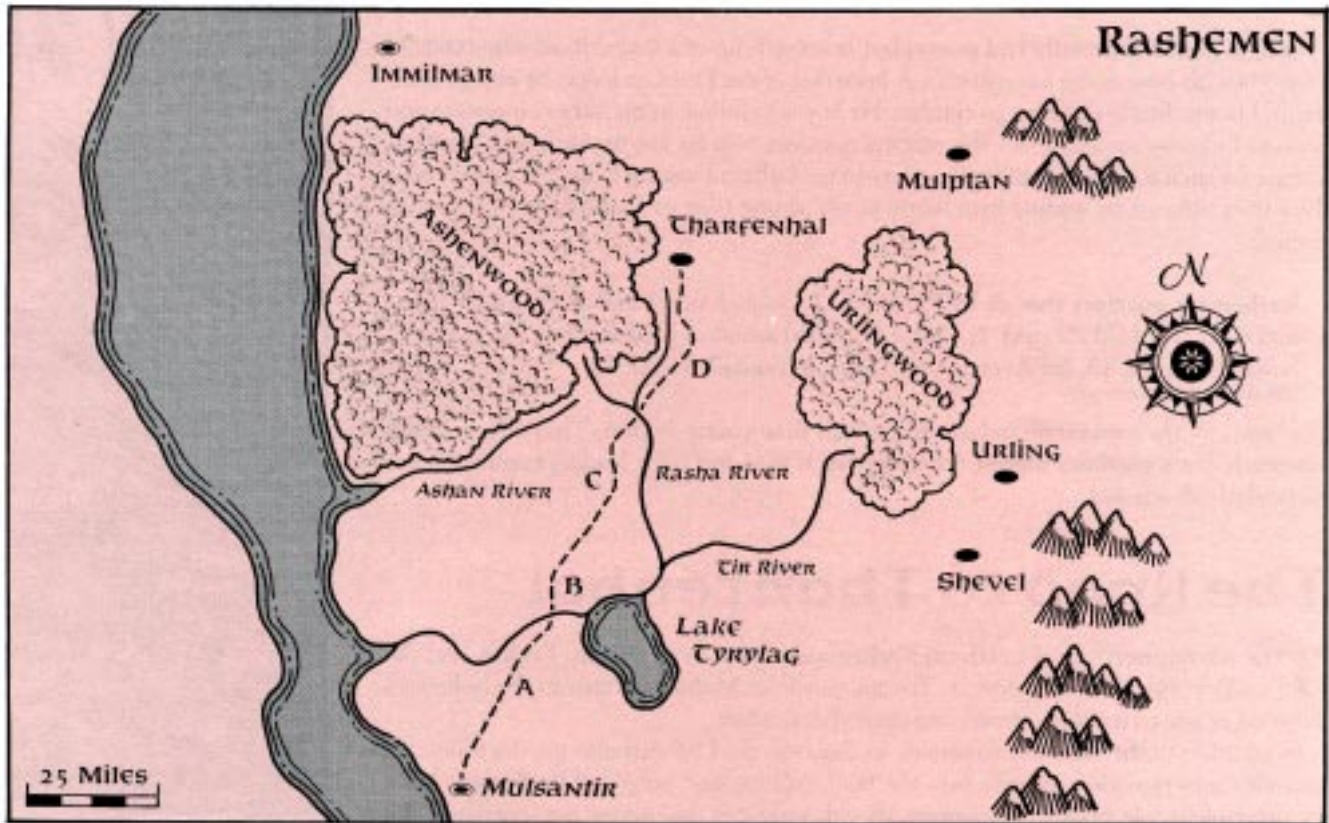 Rashemen
Immilmar
Mulptan
Tharfenhal
Ashenwood
Urlingwood
N
D
Urling
C
Rasha River
Ashan River
Tir River
Shevel
B
Lake
Tyrylag
A
25 Miles
Mulsantir